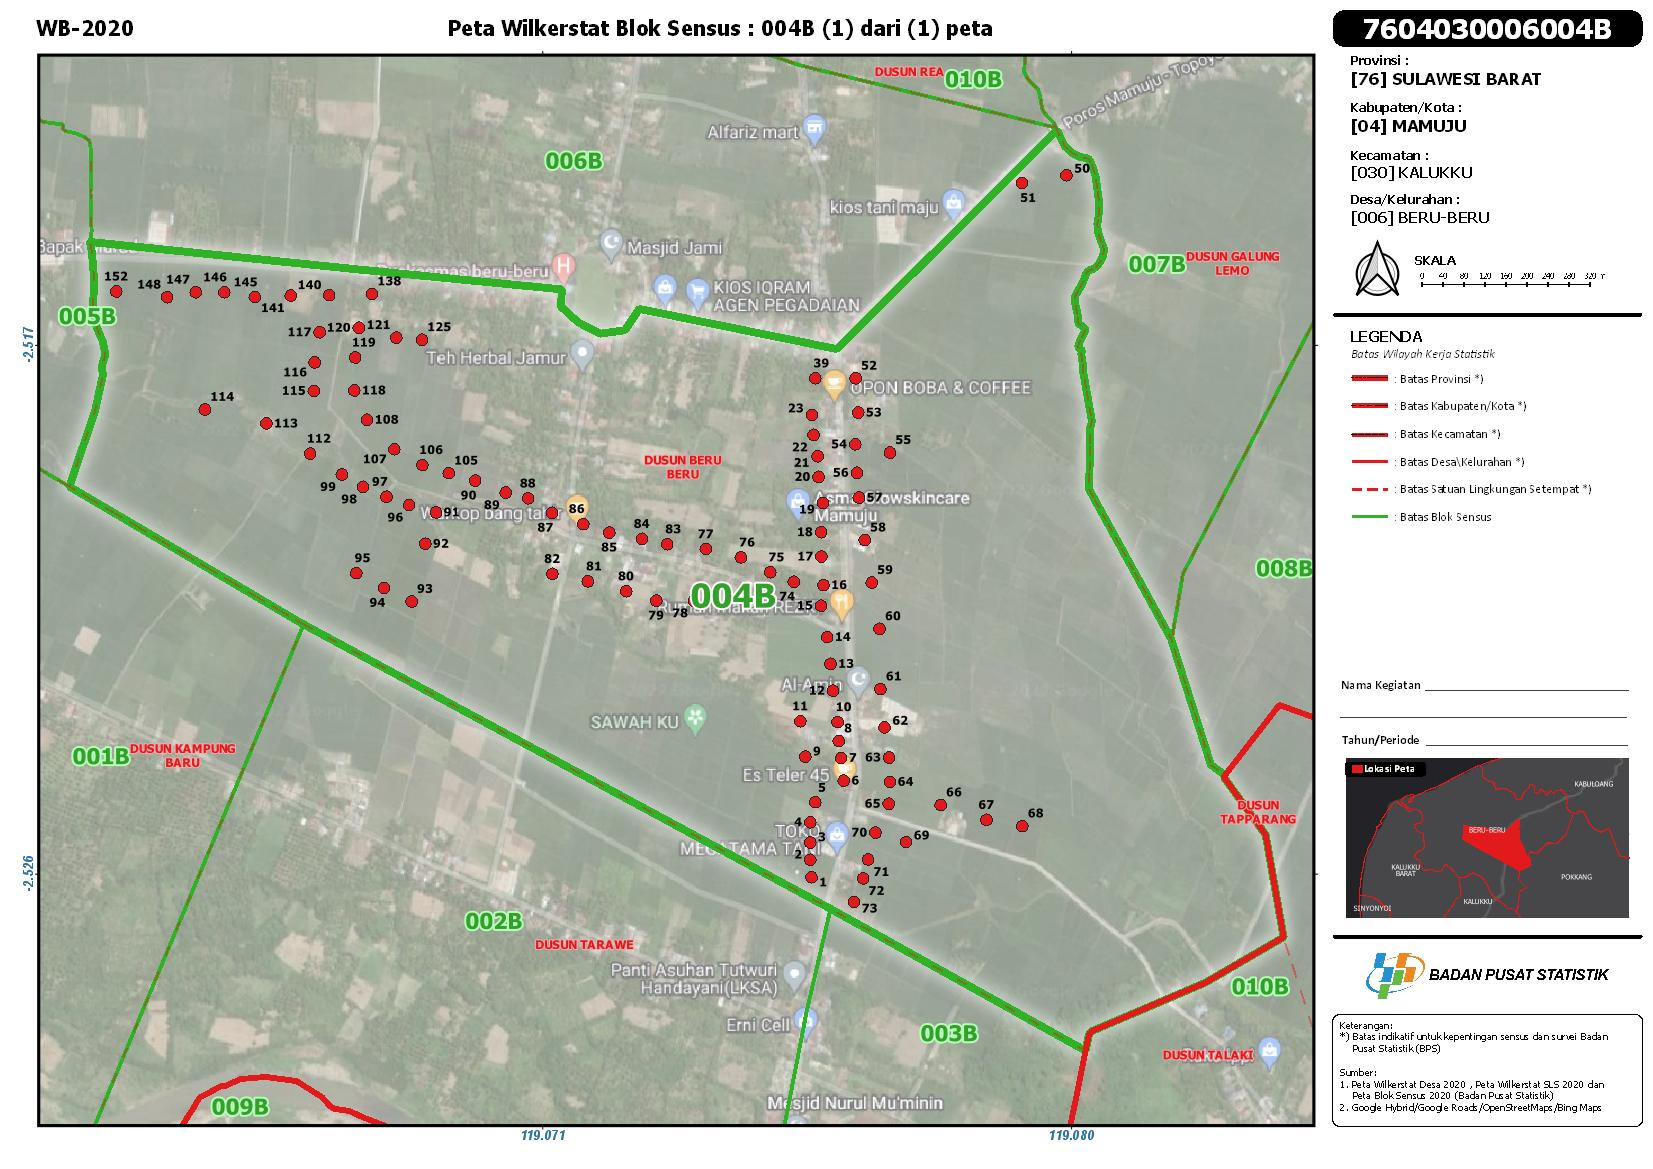 WB-2020
Peta Wilkerstat Blok Sensus : 004B (1) dari (1) peta
7604030006004B
Provinsi :
[76] SULAWESI BARAT
Kabupaten/Kota :
[04] MAMUJU
Kecamatan :
[030] KALUKKU
Desa/Kelurahan :
[006] BERU-BERU
SKALA
0 40 80 120 160 200 240 280 320 m
LEGENDA
Batas Wilayah Kerja Statistik
: Batas Provinsi *)
: Batas Kabupaten/Kota *)
: Batas Kecamatan *)
: Batas Desa\Kelurahan *)
: Batas Satuan Lingkungan Setempat *)
: Batas Blok Sensus
Nama Kegiatan
Tahun/Periode
Lokasi Peta
KABULOANG
BERU-BERU
KALUKKU
BARAT
POKKANG
KALUKKU
SINYONYOI
BADAN PUSAT STATISTIK
Keterangan:
*) Batas indikatif untuk kepentingan sensus dan survei Badan
Pusat Statistik (BPS)
Sumber:
1. Peta Wilkerstat Desa 2020 , Peta Wilkerstat SLS 2020 dan
Peta Blok Sensus 2020 (Badan Pusat Statistik)
2. Google Hybrid/Google Roads/OpenStreetMaps/Bing Maps
DUSUN REA
010B
Poros Mamuju - Topoyo
Alfariz mart
006B
50
51
kios tani maju
Masjid Jami
007B
DUSUN GALUNG
LEMO
beru-beru
152
148
147
146
145
141
140
138
KIOS IQRAM
AGEN PEGADAIAN
005B
117
120
121
125
119
Teh Herbal Jamur
-2.517
116
115
118
114
113
108
112
107
106
105
39
52
OPON BOBA & COFFEE
23
53
22
54
55
21
20
56
DUSUN BERU
BERU
99
98
97
96
91
90
89
88
87
86
57
19
Mamuju
18
58
92
85
84
83
77
76
75
17
008B
95
94
93
82
81
80
79
78
004B
74
16
59
15
60
14
13
Al-Amin
12
61
SAWAH KU
11
10
8
62
001B
DUSUN KAMPUNG
BARU
9
7
63
Es Teler 45
6
64
5
65
66
67
68
DUSUN
TAPPARANG
4
TOKO
3
70
69
MEGATAMA TANI
2
71
1
72
73
-2.526
002B
DUSUN TARAWE
Panti Asuhan Tutwuri
Handayani(LKSA)
010B
Erni Cell
003B
DUSUN TALAKI
009B
Mesjid Nurul Mu'minin
119.071
119.080